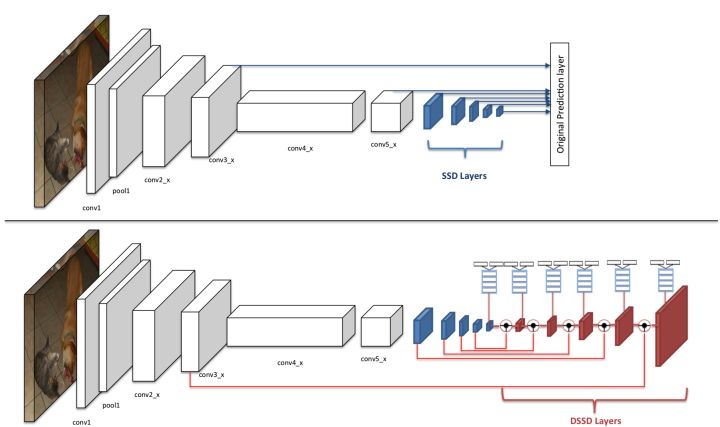 Original Prediction layer
conv4_x
conv5_x
conv3_x
conv2_x
pool1
conv1
SSD Layers
conv4_x
conv5_x
conv3_x
conv2_x
pool1
conv1
DSSD Layers